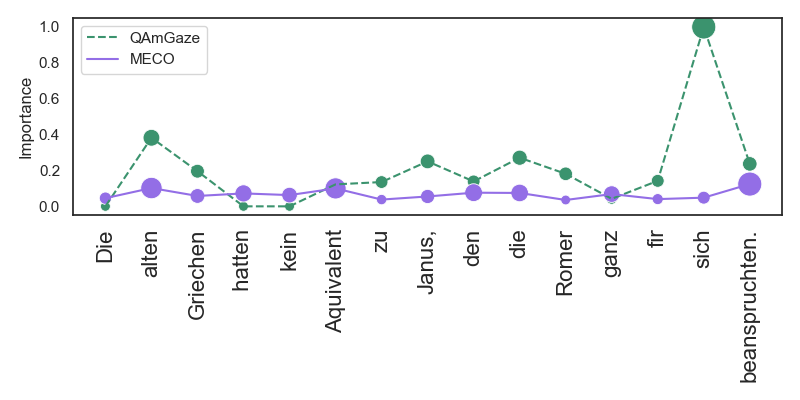 QAmGaze
MECO
Importance
1.0
0.8
0.6
0.4
0.2
0.0
Die
alten
Griechen
hatten
kein
Aquivalent
zu
Janus,
den
die
Romer
ganz
fir
sich
beanspruchten.